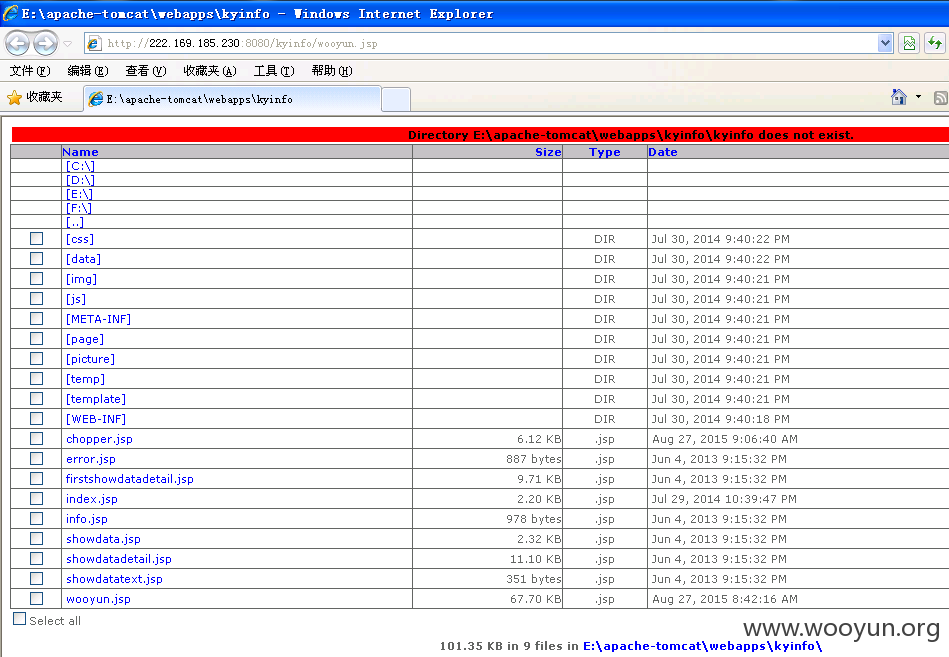 E:\apache-tomcat\webapps\kyinfo - Windows Internet Explorer
http://222.169.185.230:8080/kyinfo/wooyun.jsp
文件(F) 编辑(E) 查看(V) 收藏夹(A) 工具(T) 帮助(H)
收藏夹 E:\apache-tomcat\webapps\kyinfo
Directory E:\apache-tomcat\webapps\kyinfo\kyinfo does not exist.
Name Size Type Date
[C:\]
[D:\]
[E:\]
[F:\]
[..]
[css] DIR Jul 30, 2014 9:40:22 PM
[data] DIR Jul 30, 2014 9:40:22 PM
[img] DIR Jul 30, 2014 9:40:21 PM
[js] DIR Jul 30, 2014 9:40:21 PM
[META-INF] DIR Jul 30, 2014 9:40:21 PM
[page] DIR Jul 30, 2014 9:40:21 PM
[picture] DIR Jul 30, 2014 9:40:21 PM
[temp] DIR Jul 30, 2014 9:40:21 PM
[template] DIR Jul 30, 2014 9:40:21 PM
[WEB-INF] DIR Jul 30, 2014 9:40:18 PM
chopper.jsp 6.12 KB .jsp Aug 27, 2015 9:06:40 AM
error.jsp 887 bytes .jsp Jun 4, 2013 9:15:32 PM
firstshowdatadetail.jsp 9.71 KB .jsp Jun 4, 2013 9:15:32 PM
index.jsp 2.20 KB .jsp Jul 29, 2014 10:39:47 PM
info.jsp 978 bytes .jsp Jun 4, 2013 9:15:32 PM
showdata.jsp 2.32 KB .jsp Jun 4, 2013 9:15:32 PM
showdatadetail.jsp 11.10 KB .jsp Jun 4, 2013 9:15:32 PM
showdatatext.jsp 351 bytes .jsp Jun 4, 2013 9:15:32 PM
wooyun.jsp 67.70 KB .jsp Aug 27, 2015 8:42:16 AM
Select all
www.wooyun.org
101.35 KB in 9 files in E:\apache-tomcat\webapps\kyinfo\